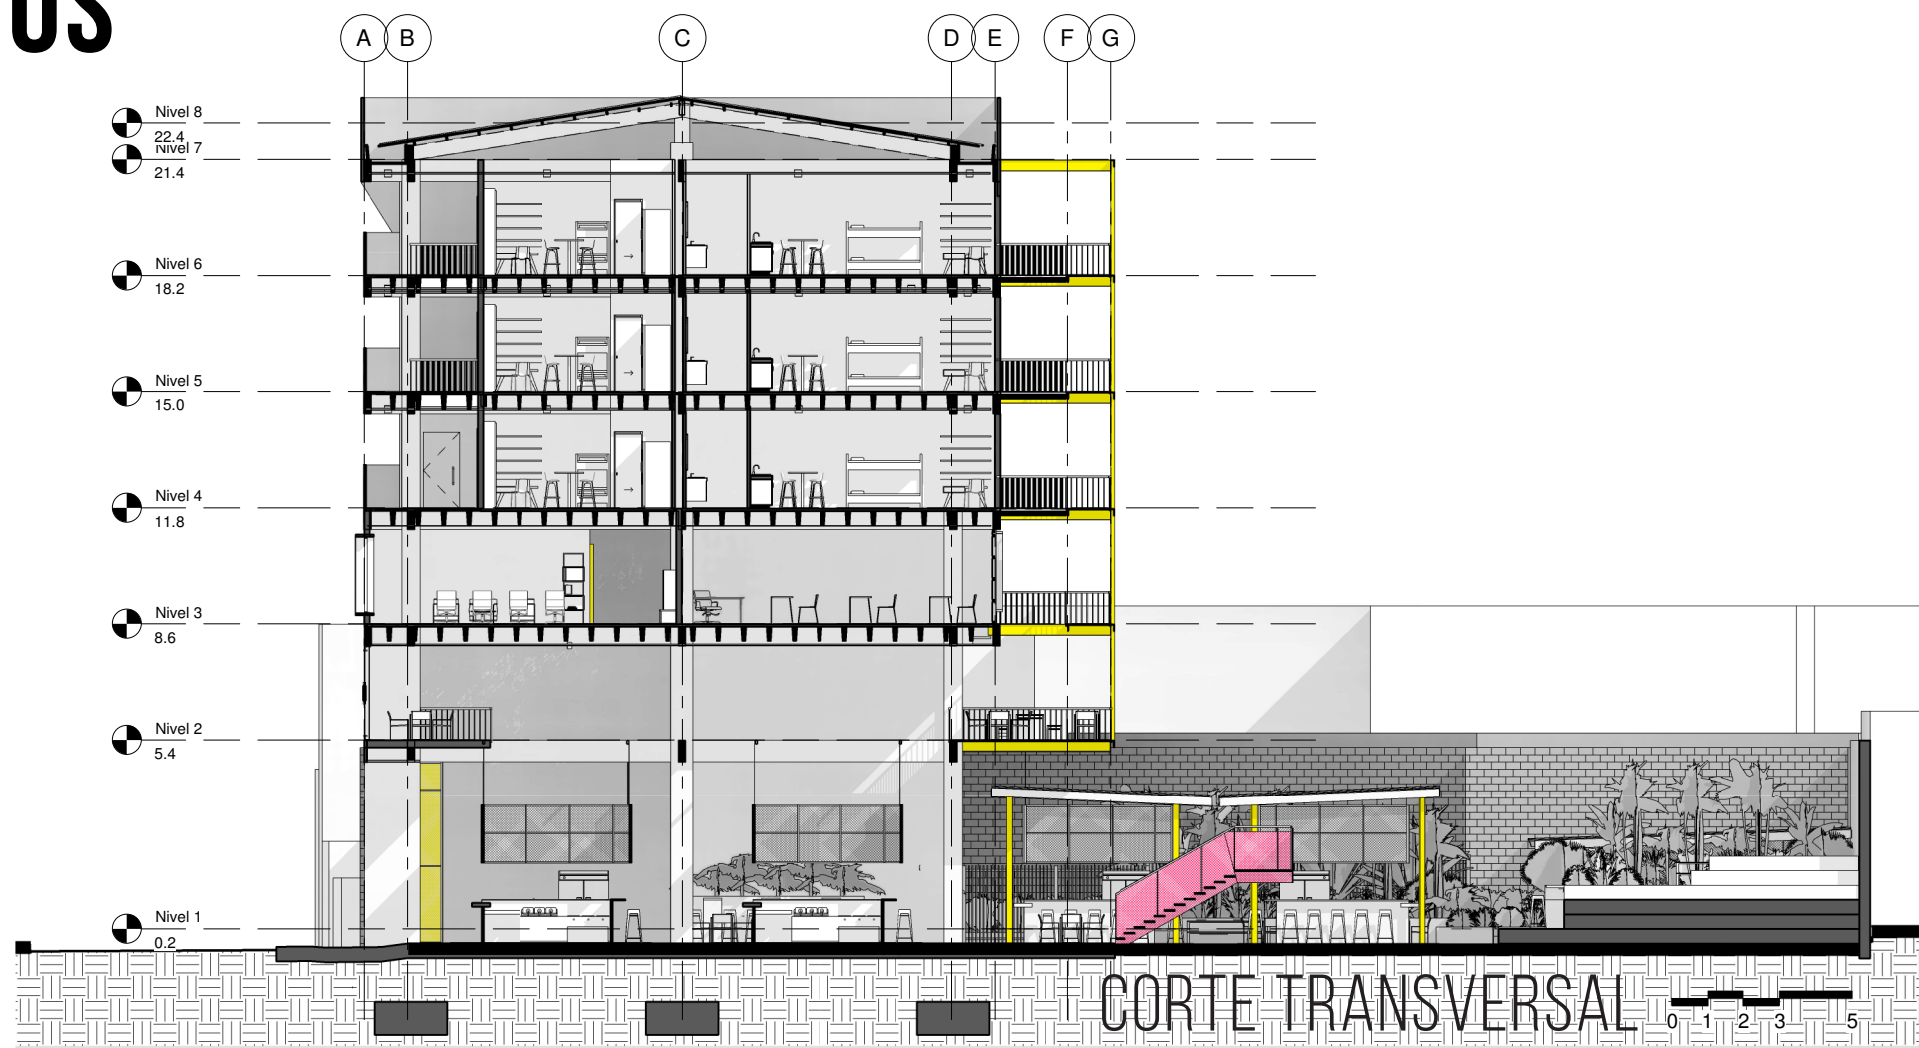 US
A B C D E F G
Nivel 8
22.4
Nivel 7
21.4
Nivel 6
18.2
Nivel 5
15.0
Nivel 4
11.8
Nivel 3
8.6
Nivel 2
5.4
Nivel 1
0.2
CORTE TRANSVERSAL
0 1 2 3 5